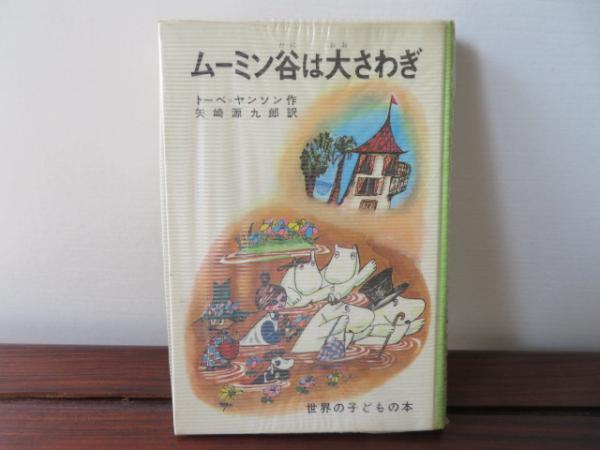 ムーミン谷は大さわぎ
トーベ=ヤンソン作
矢崎源九郎訳
世界の子どもの本